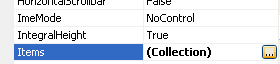 HorizontalScrollbar False
ImeMode NoControl
IntegralHeight True
Items (Collection) ...